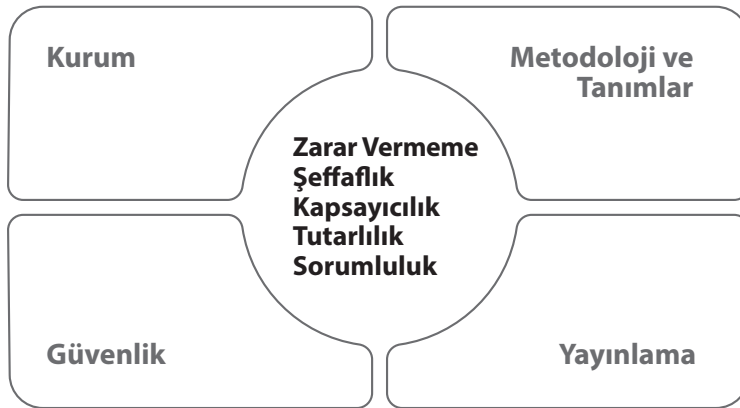 Kurum
Metodoloji ve
Tanımlar
Zarar Vermeme
Şeffaflık
Kapsayıcılık
Tutarlılık
Sorumluluk
Güvenlik
Yayınlama